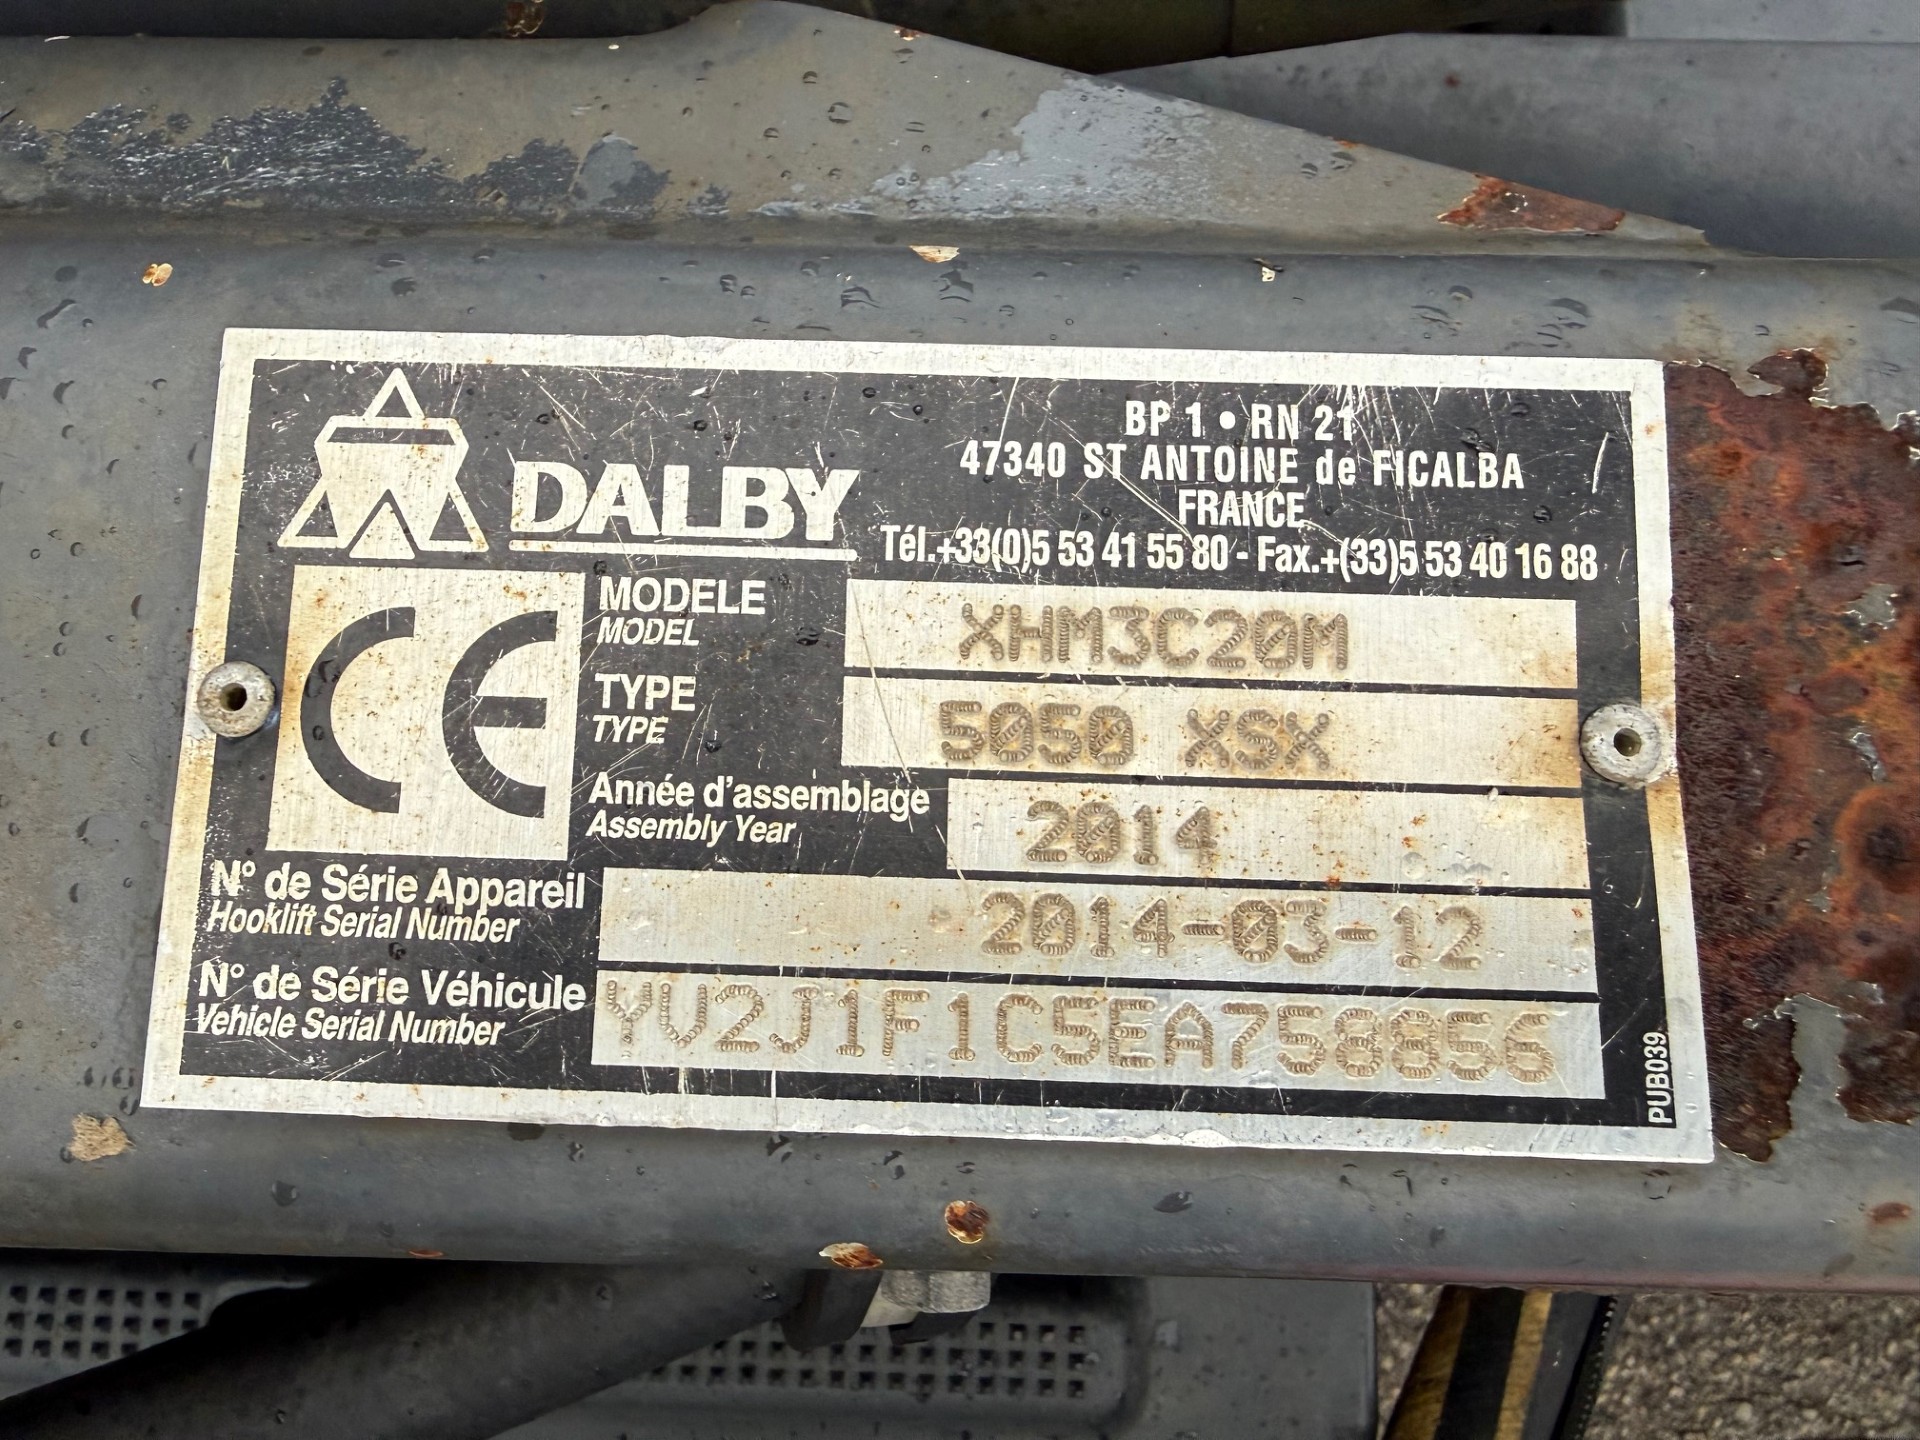 DALBY
BP 1 • RN 21
47340 ST ANTOINE de FICALBA
FRANCE
Tél.+33(0)5 53 41 55 80 - Fax.+(33)5 53 40 16 88
CE
MODELE
MODEL
XHM3C20M
TYPE
TYPE
5050 XSX
Année d'assemblage
Assembly Year
2014
N° de Série Appareil
Hooklift Serial Number
2014-03-12
N° de Série Véhicule
Vehicle Serial Number
YV2J1F1C5EA758856
PUB039